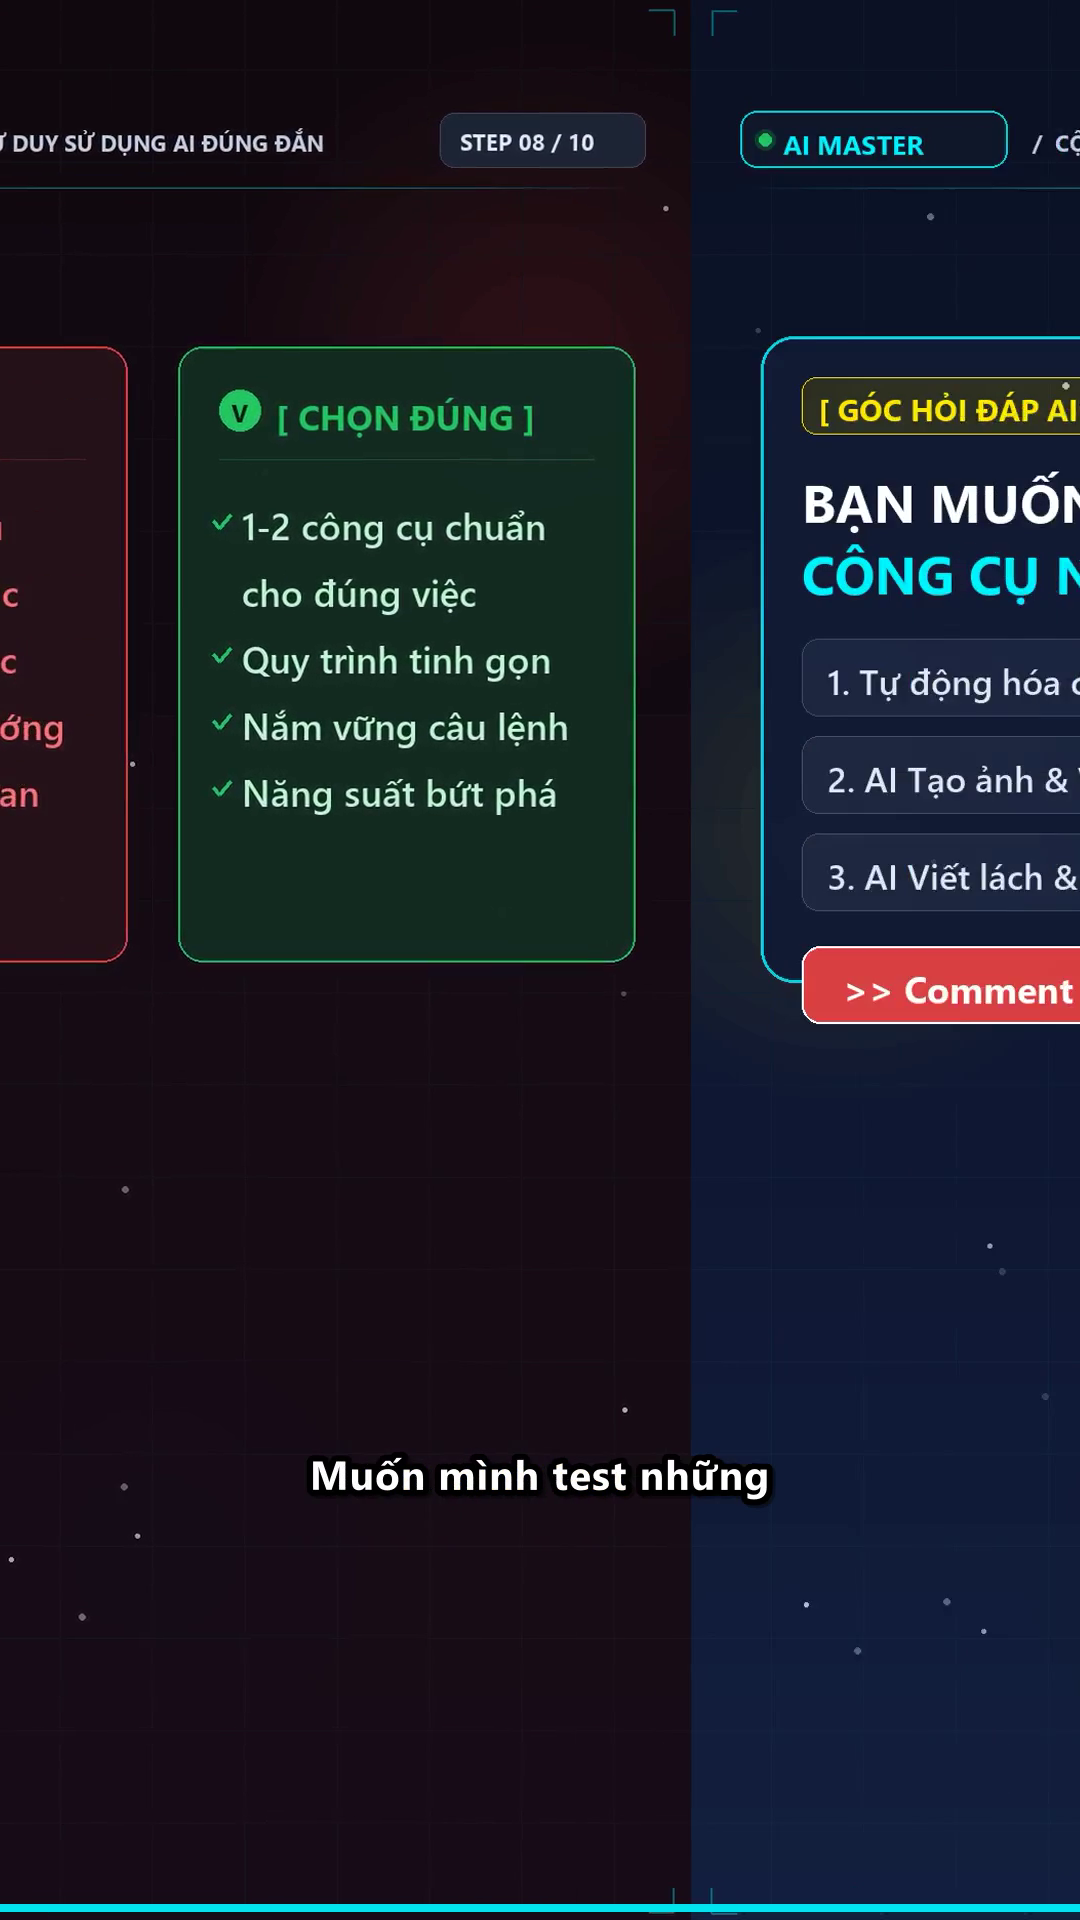 DUY SỬ DỤNG AI ĐÚNG ĐẮN
STEP 08 / 10
V [ CHỌN ĐÚNG ]
1-2 công cụ chuẩn
cho đúng việc
Quy trình tinh gọn
Nắm vững câu lệnh
Năng suất bứt phá
AI MASTER /
[ GÓC HỎI ĐÁP AI
BẠN MUỐN
CÔNG CỤ
1. Tự động hóa
2. AI Tạo ảnh &
3. AI Viết lách &
>> Comment
Muốn mình test những